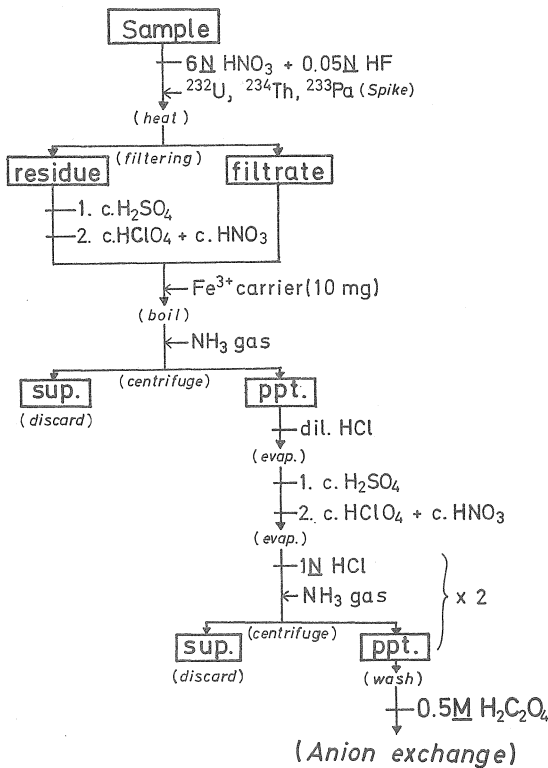 Sample
6N HNO₃ + 0.05N HF
²³²U, ²³⁴Th, ²³³Pa (Spike)
(heat)
(filtering)
residue
filtrate
1. c.H₂SO₄
2. c.HClO₄ + c. HNO₃
Fe³⁺ carrier(10 mg)
(boil)
NH₃ gas
(centrifuge)
sup.
ppt.
(discard)
dil. HCl
(evap.)
1. c. H₂SO₄
2. c. HClO₄ + c. HNO₃
(evap.)
1N HCl
NH₃ gas
x 2
(centrifuge)
sup.
ppt.
(discard)
(wash)
0.5M H₂C₂O₄
(Anion exchange)